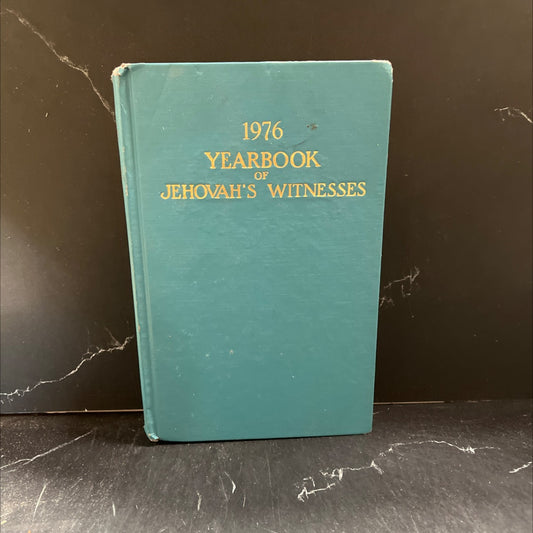 1976
YEARBOOK
OF
JEHOVAH'S WITNESSES